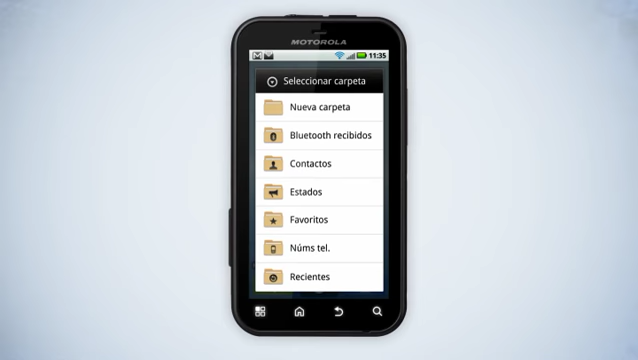 MOTOROLA
11:35
Seleccionar carpeta
Nueva carpeta
Bluetooth recibidos
Contactos
Estados
Favoritos
Núms tel.
Recientes